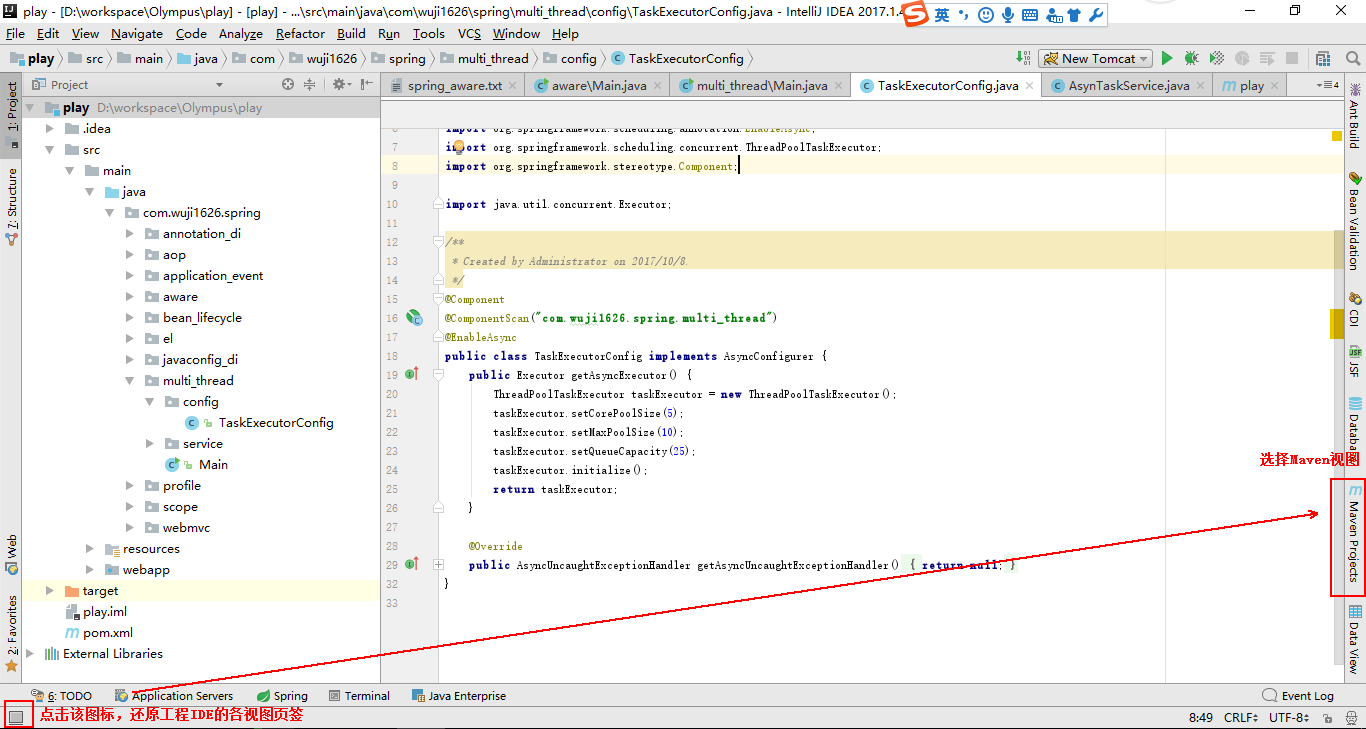 play - [D:\workspace\Olympus\play] - [play] - ...\src\main\java\com\wuji1626\spring\multi_thread\config\TaskExecutorConfig.java - IntelliJ IDEA 2017.1.4
英
File Edit View Navigate Code Analyze Refactor Build Run Tools VCS Window Help
play src main java com wuji1626 spring multi_thread config TaskExecutorConfig
New Tomcat
Project
spring_aware.txt aware\Main.java multi_thread\Main.java TaskExecutorConfig.java AsynTaskService.java play
4
1: Project
7: Structure
Web
2: Favorites
play D:\workspace\Olympus\play
.idea
src
main
java
com.wuji1626.spring
annotation_di
aop
application_event
aware
bean_lifecycle
el
javaconfig_di
multi_thread
config
TaskExecutorConfig
service
Main
profile
scope
webmvc
resources
webapp
target
play.iml
pom.xml
External Libraries
6 import org.springframework.scheduling.annotation.EnableAsync;
7 import org.springframework.scheduling.concurrent.ThreadPoolTaskExecutor;
8 import org.springframework.stereotype.Component;
9
10 import java.util.concurrent.Executor;
11
12 /**
13 * Created by Administrator on 2017/10/8.
14 */
15 @Component
16 @ComponentScan("com.wuji1626.spring.multi_thread")
17 @EnableAsync
18 public class TaskExecutorConfig implements AsyncConfigurer {
19 public Executor getAsyncExecutor() {
20 ThreadPoolTaskExecutor taskExecutor = new ThreadPoolTaskExecutor();
21 taskExecutor.setCorePoolSize(5);
22 taskExecutor.setMaxPoolSize(10);
23 taskExecutor.setQueueCapacity(25);
24 taskExecutor.initialize();
25 return taskExecutor;
26 }
27
28 @Override
29 public AsyncUncaughtExceptionHandler getAsyncUncaughtExceptionHandler() { return null; }
32 }
33
Ant Build
Bean Validation
CDI
JSF
Database
选择Maven视图
Maven Projects
Data View
6: TODO Application Servers Spring Terminal Java Enterprise Event Log
点击该图标，还原工程IDE的各视图页签
8:49 CRLF UTF-8